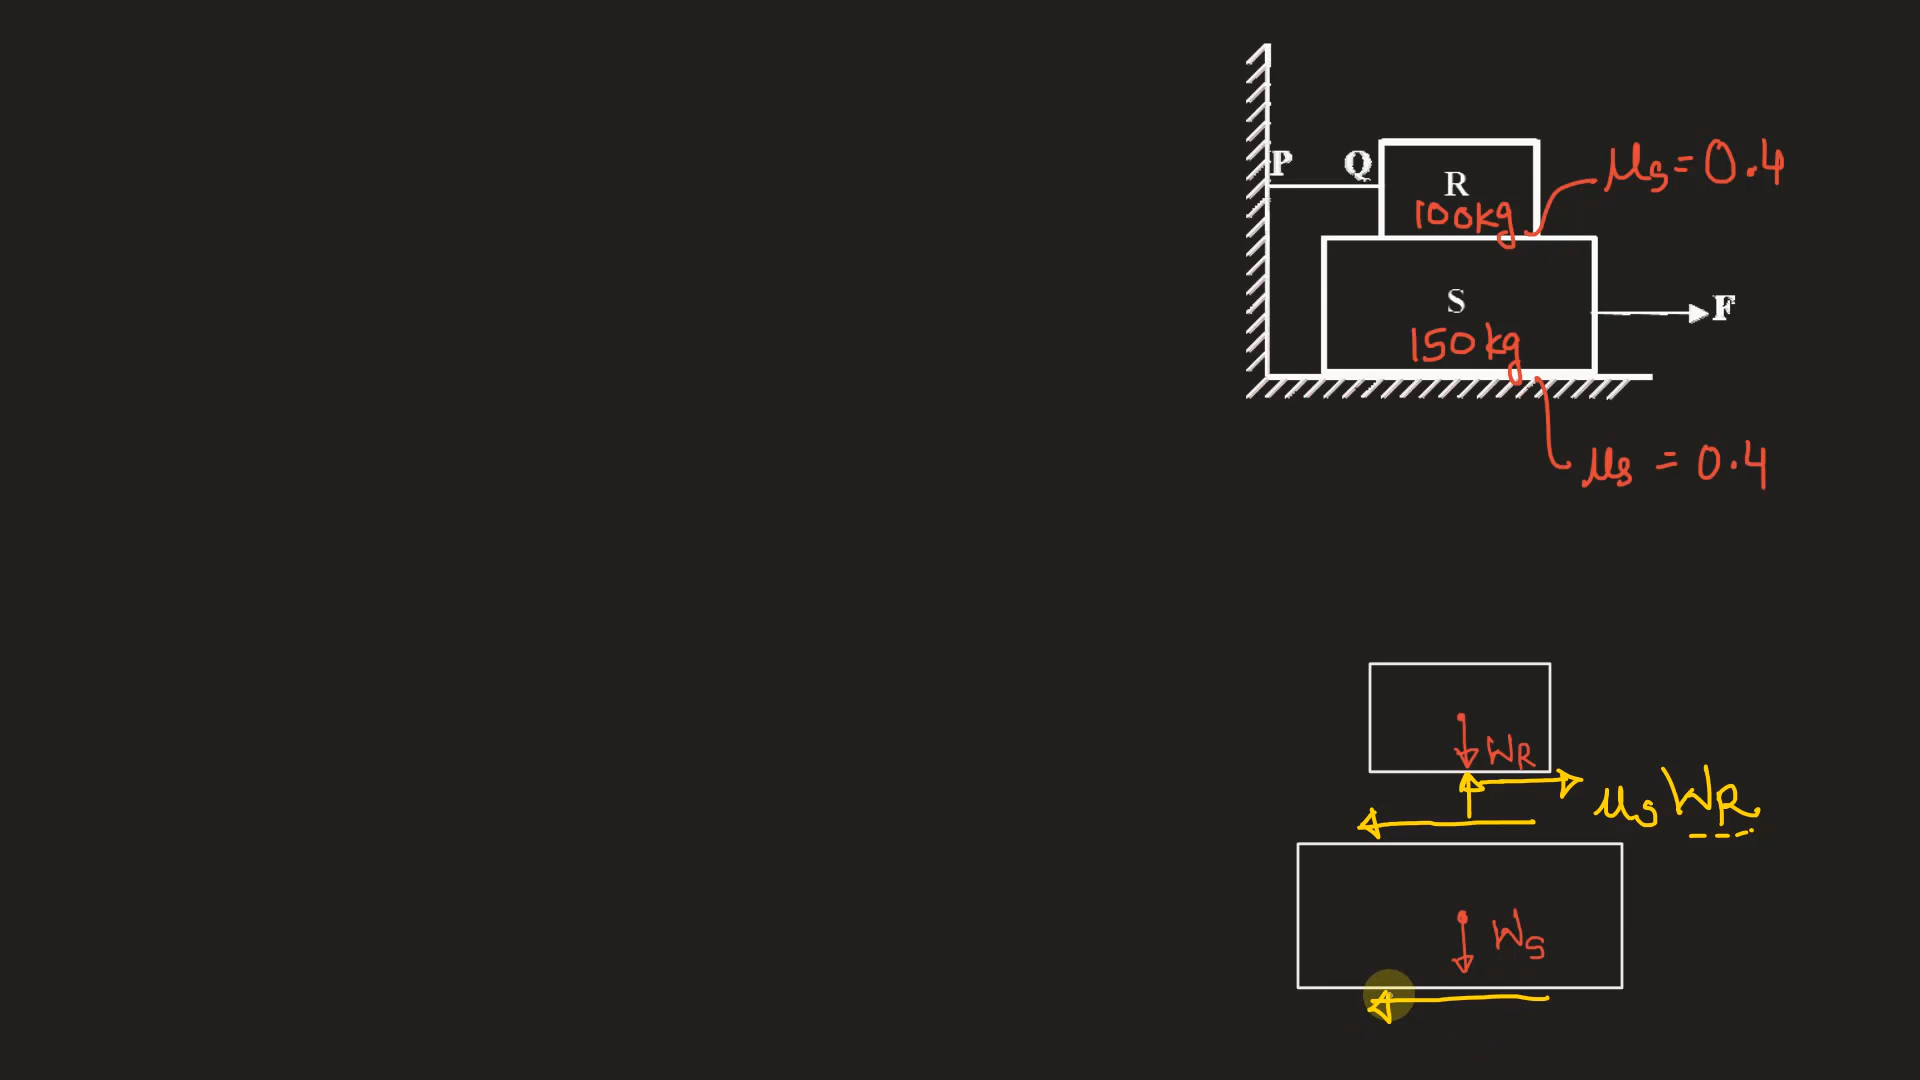 P Q R μs = 0.4
100kg
S F
150kg
μs = 0.4
WR
μs WR
WS